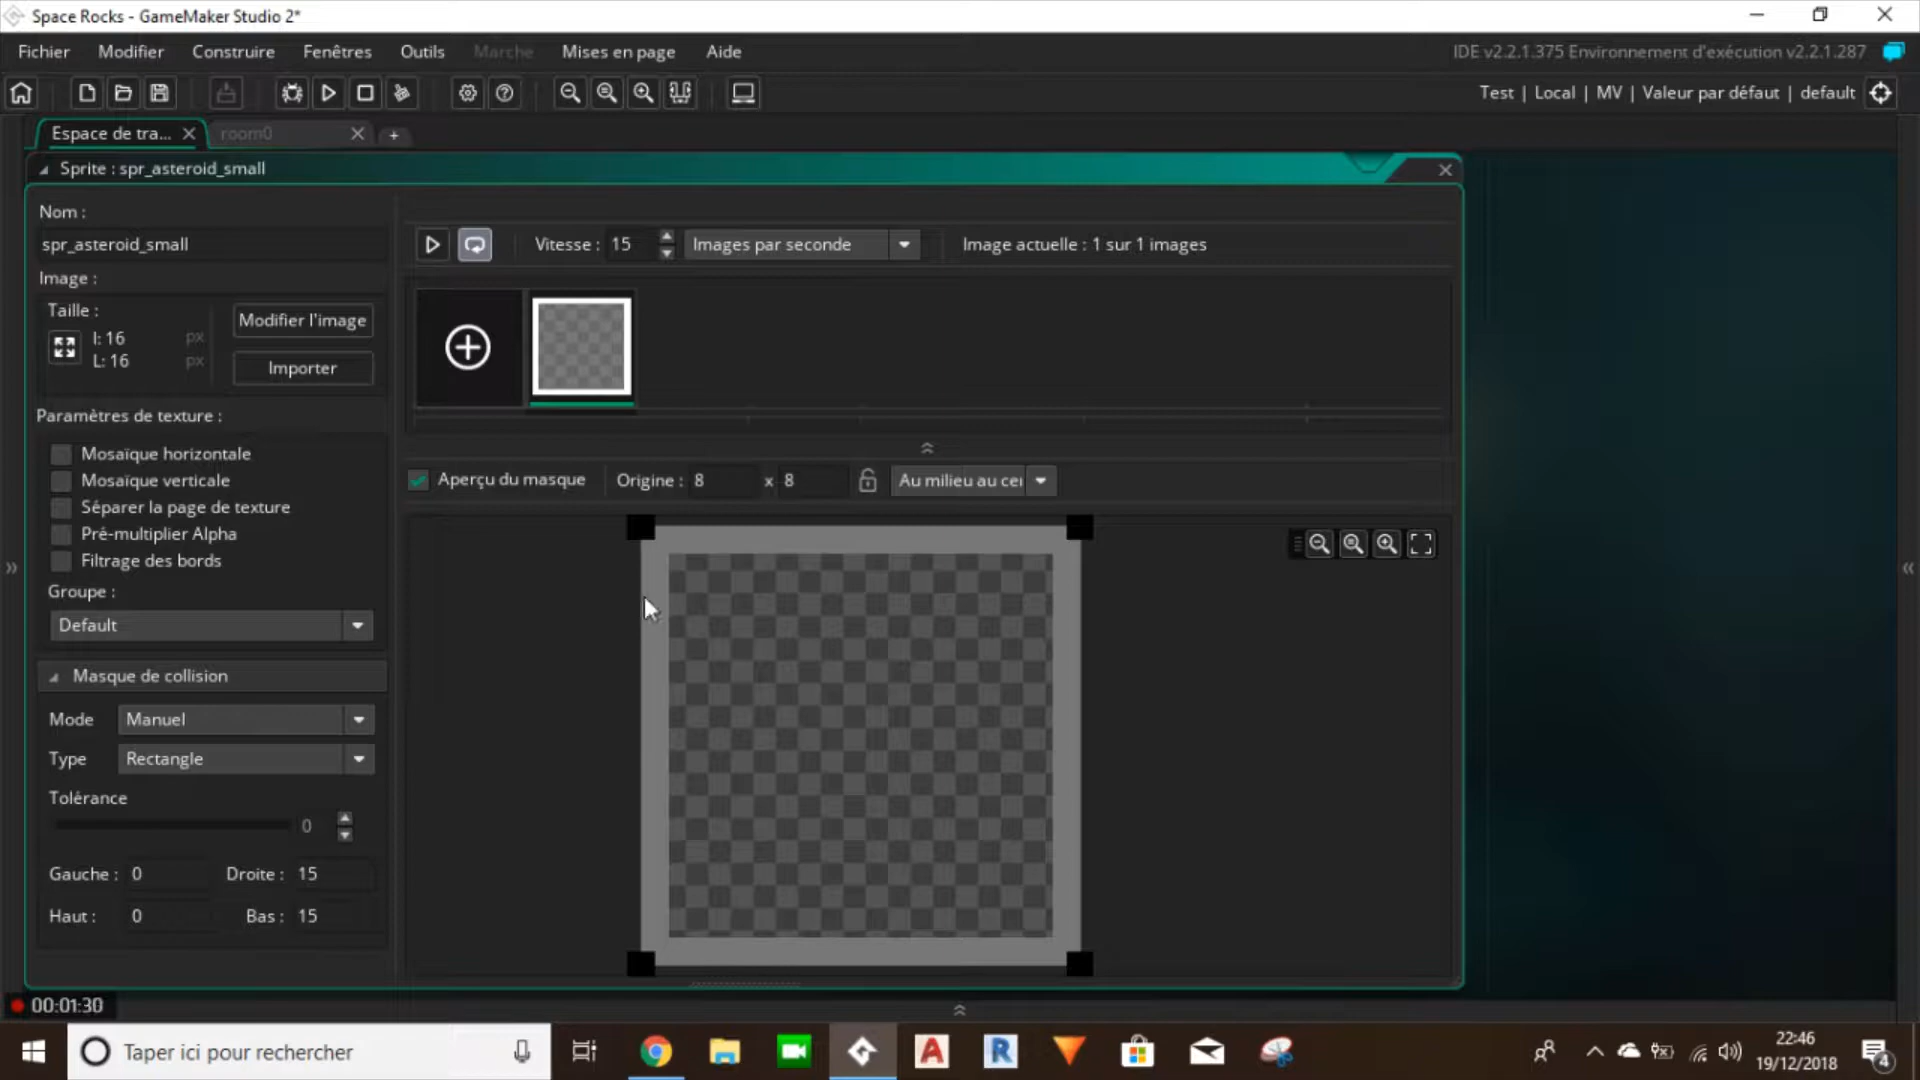 Space Rocks - GameMaker Studio 2*
Fichier Modifier Construire Fenêtres Outils Marche Mises en page Aide
IDE v2.2.1.375 Environnement d'exécution v2.2.1.287
Test | Local | MV | Valeur par défaut | default
Espace de tra... room0
Sprite : spr_asteroid_small
Nom :
spr_asteroid_small
Image :
Taille :
I: 16 px
L: 16 px
Modifier l'image
Importer
Vitesse : 15 Images par seconde Image actuelle : 1 sur 1 images
Paramètres de texture :
Mosaïque horizontale
Mosaïque verticale
Séparer la page de texture
Pré-multiplier Alpha
Filtrage des bords
Groupe :
Default
Aperçu du masque Origine : 8 x 8 Au milieu au cei
Masque de collision
Mode Manuel
Type Rectangle
Tolérance
0
Gauche : 0 Droite : 15
Haut : 0 Bas : 15
00:01:30
Taper ici pour rechercher
A R
22:46
19/12/2018
4